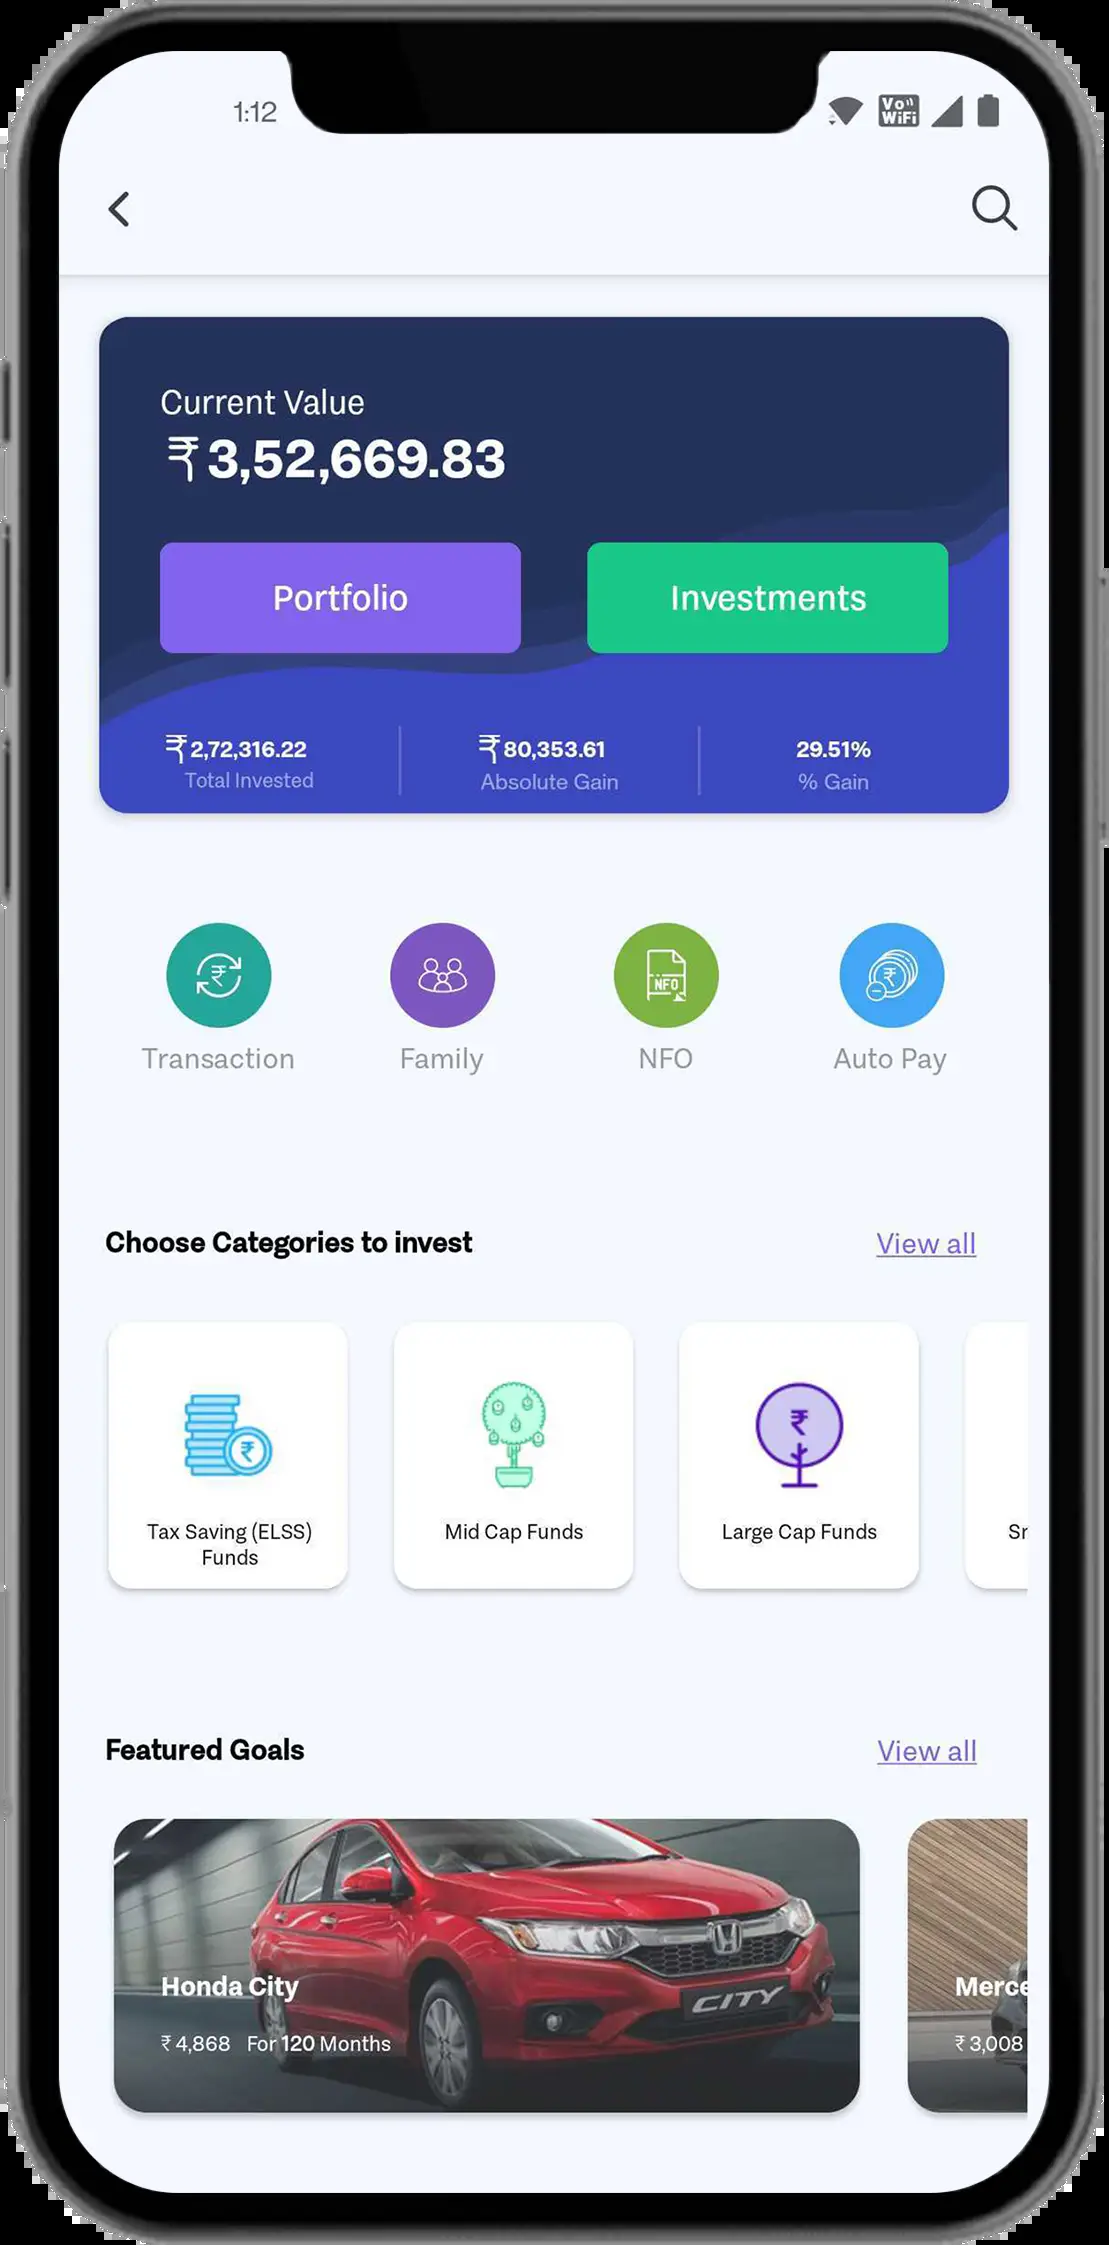 1:12
Vo
WiFi
Current Value
₹3,52,669.83
Portfolio
Investments
₹2,72,316.22
Total Invested
₹80,353.61
Absolute Gain
29.51%
% Gain
NFO
Transaction
Family
NFO
Auto Pay
Choose Categories to invest
View all
Tax Saving (ELSS)
Funds
Mid Cap Funds
Large Cap Funds
Featured Goals
View all
CITY
Honda City
₹ 4,868 For 120 Months
₹ 3,008